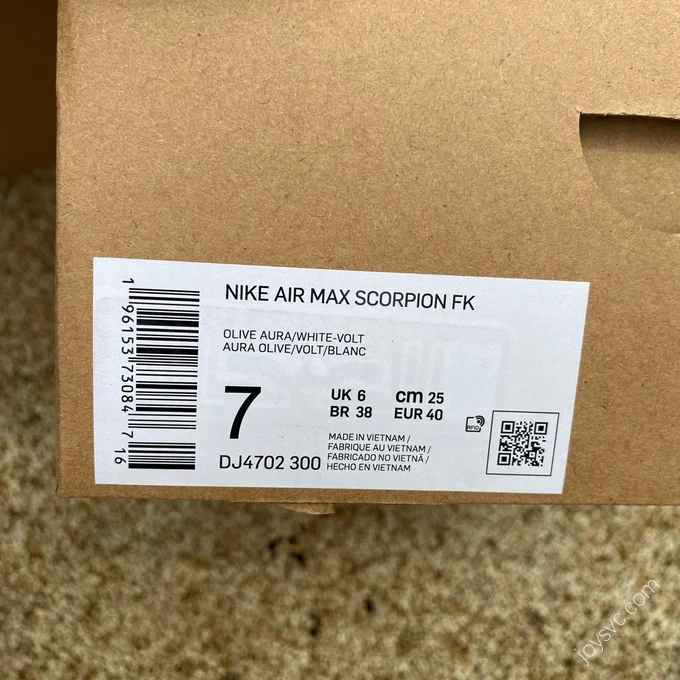 NIKE AIR MAX SCORPION FK
OLIVE AURA/WHITE-VOLT
AURA OLIVE/VOLT/BLANC
7
UK 6 cm 25
BR 38 EUR 40
DJ4702 300
MADE IN VIETNAM /
FABRIQUE AU VIETNAM /
FABRICADO NO VIETNÃ /
HECHO EN VIETNAM
RFID
1 96153 73084 7 16
joysvc.com